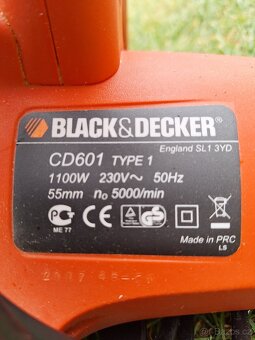 BLACK&DECKER
England SL1 3YD
CD601 TYPE 1
1100W 230V~ 50Hz
55mm n₀ 5000/min
ME 77
Made in PRC
LS